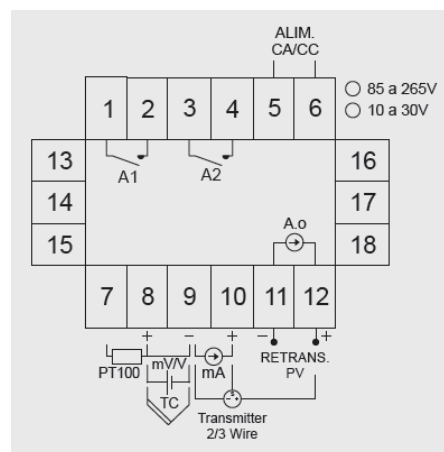 ALIM.
CA/CC
85 a 265V
10 a 30V
1 2 3 4 5 6
A1 A2
13 16
14 17
15 18
A.o
7 8 9 10 11 12
+ − + − +
PT100 mV/V mA RETRANS.
PV
TC
Transmitter
2/3 Wire